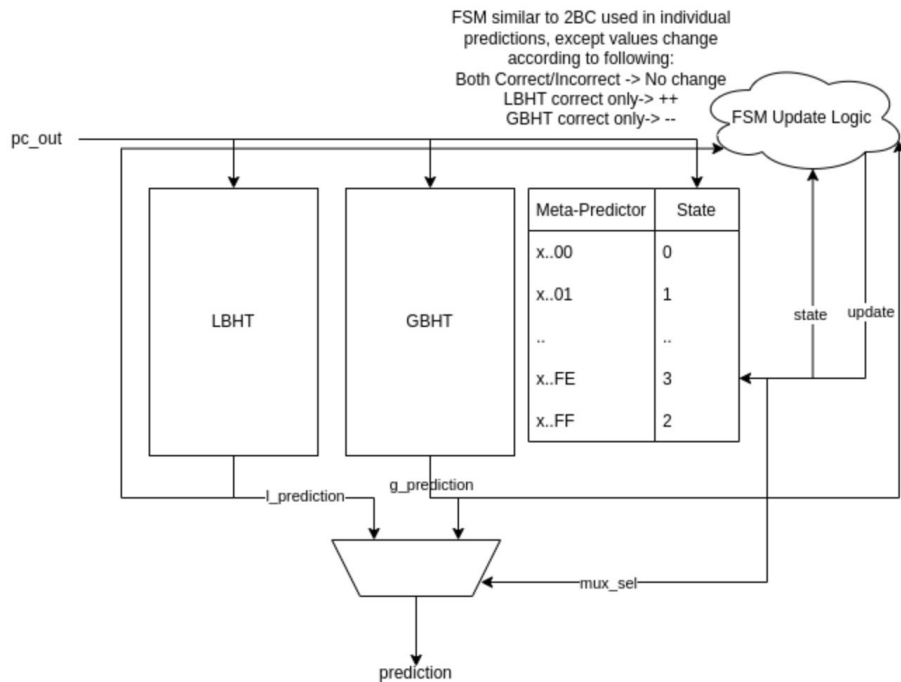 FSM similar to 2BC used in individual
predictions, except values change
according to following:
Both Correct/Incorrect -> No change
LBHT correct only-> ++
GBHT correct only-> --
FSM Update Logic
pc_out
LBHT
GBHT
Meta-Predictor State
x..00 0
x..01 1
.. ..
x..FE 3
x..FF 2
state
update
l_prediction
g_prediction
mux_sel
prediction